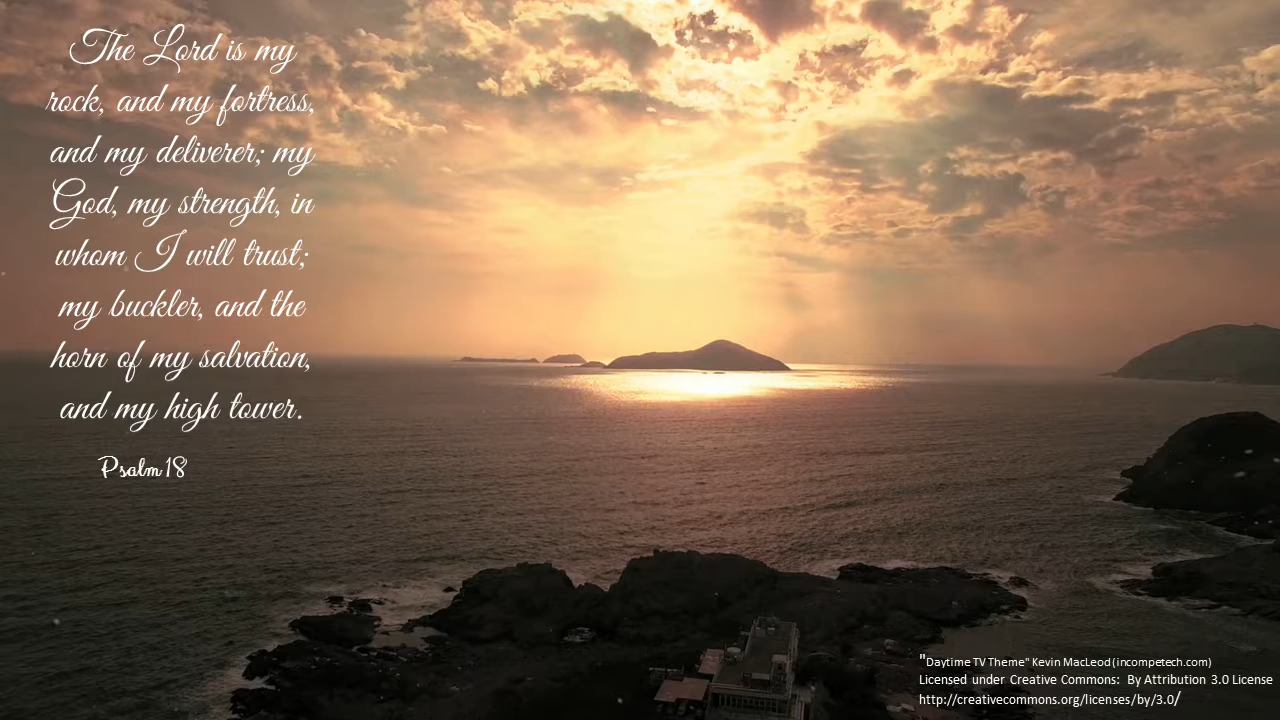 The Lord is my
rock, and my fortress,
and my deliverer; my
God, my strength, in
whom I will trust;
my buckler, and the
horn of my salvation,
and my high tower.
Psalm 18
"Daytime TV Theme" Kevin MacLeod (incompetech.com)
Licensed under Creative Commons: By Attribution 3.0 License
http://creativecommons.org/licenses/by/3.0/